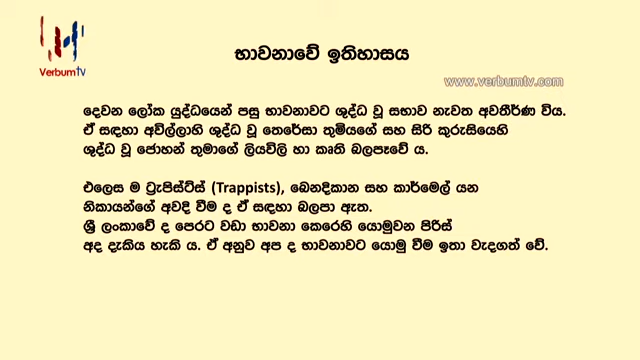 VerbumTV
භාවනාවේ ඉතිහාසය
www.verbumtv.com
දෙවන ලෝක යුද්ධයෙන් පසු භාවනාවට ශුද්ධ වූ සභාව නැවත අවතීර්ණ විය.
ඒ සඳහා අවිල්ලාහි ශුද්ධ වූ තෙරේසා තුමියගේ සහ සිරි කුරුසියෙහි
ශුද්ධ වූ ජොහන් තුමාගේ ලියවිලි හා කෘති බලපෑවේ ය.
එලෙස ම ට්‍රැපිස්ට්ස් (Trappists), බෙනදිකාන සහ කාර්මෙල් යන
නිකායන්ගේ අවදි වීම ද ඒ සඳහා බලපා ඇත.
ශ්‍රී ලංකාවේ ද පෙරට වඩා භාවනා කෙරෙහි යොමුවන පිරිස්
අද දැකිය හැකි ය. ඒ අනුව අප ද භාවනාවට යොමු වීම ඉතා වැදගත් වේ.